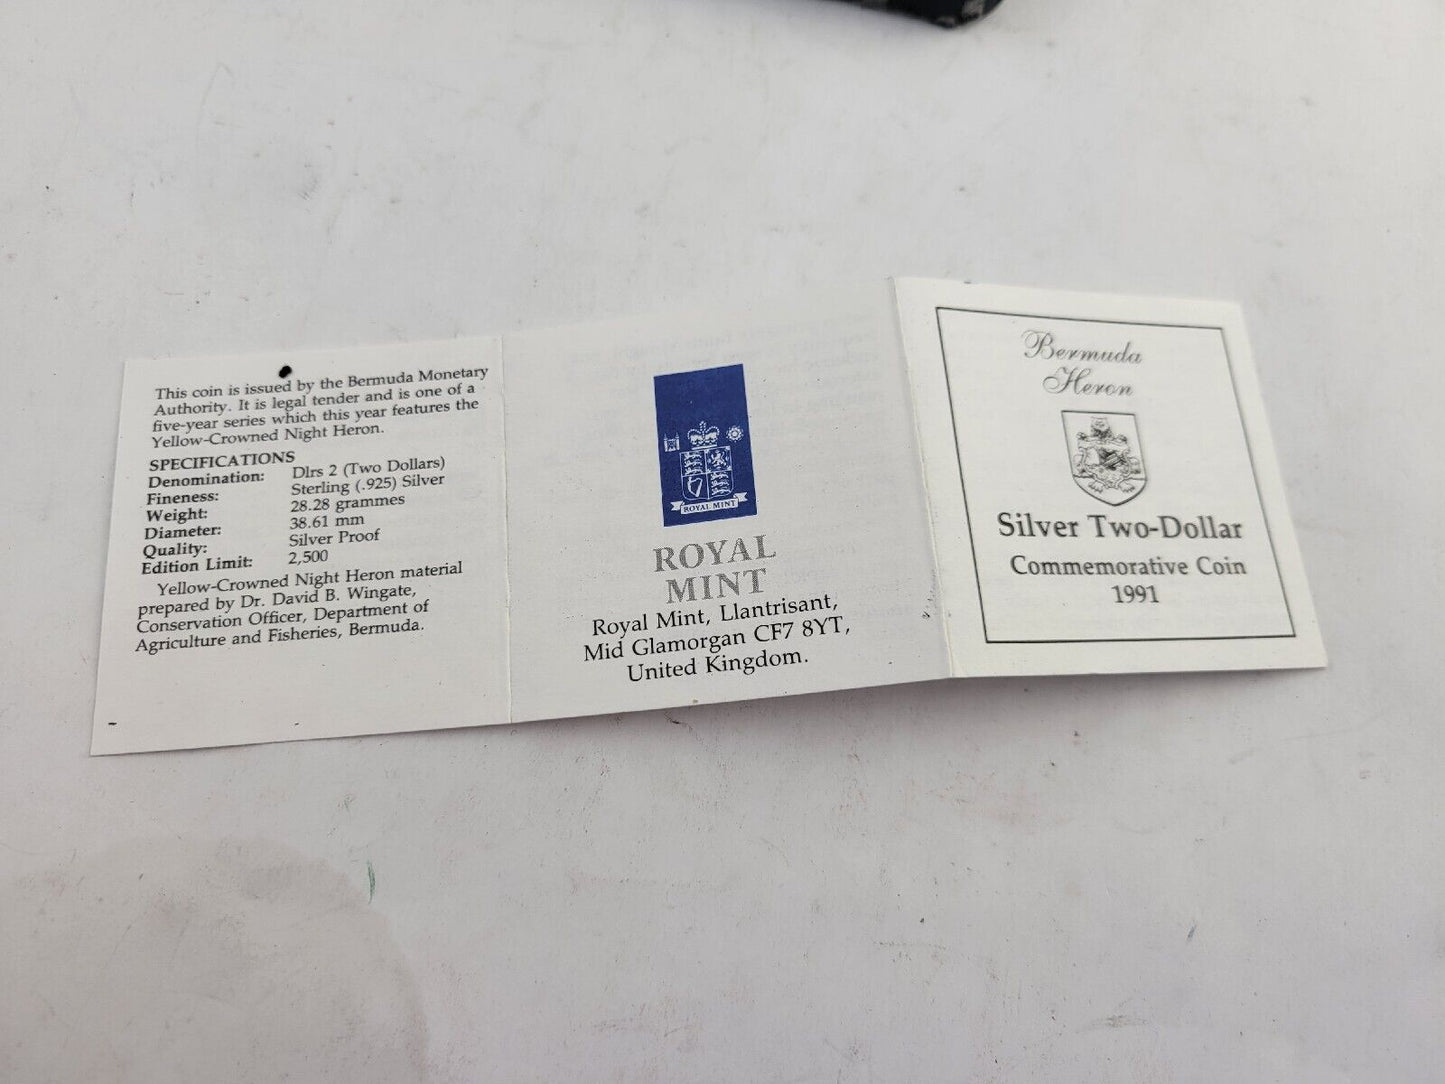 This coin is issued by the Bermuda Monetary
Authority. It is legal tender and is one of a
five-year series which this year features the
Yellow-Crowned Night Heron.
SPECIFICATIONS
Denomination: Dlrs 2 (Two Dollars)
Fineness: Sterling (.925) Silver
Weight: 28.28 grammes
Diameter: 38.61 mm
Quality: Silver Proof
Edition Limit: 2,500
Yellow-Crowned Night Heron material
prepared by Dr. David B. Wingate,
Conservation Officer, Department of
Agriculture and Fisheries, Bermuda.
ROYAL MINT
ROYAL
MINT
Royal Mint, Llantrisant,
Mid Glamorgan CF7 8YT,
United Kingdom.
Bermuda
Heron
Silver Two-Dollar
Commemorative Coin
1991